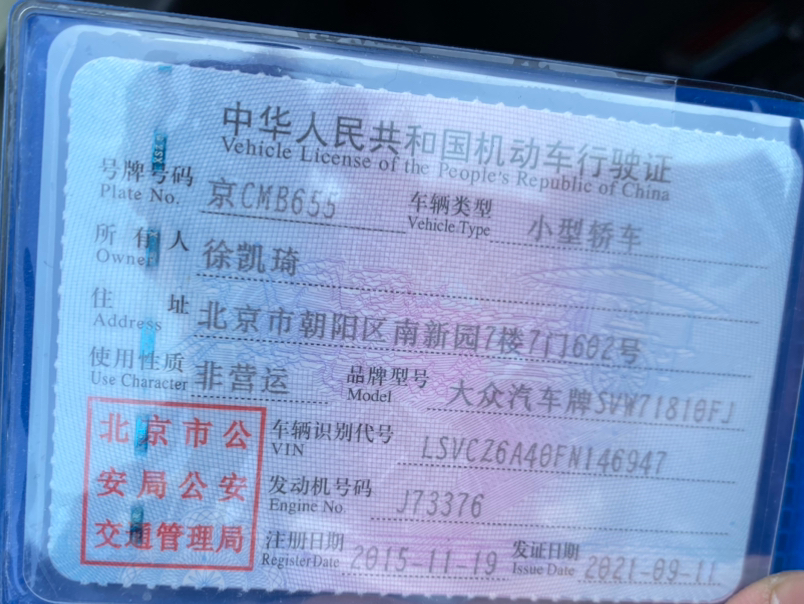 中华人民共和国机动车行驶证
Vehicle License of the People's Republic of China
号牌号码 京CMB655 车辆类型 小型轿车
Plate No. Vehicle Type
所有人 徐凯琦
Owner
住址 北京市朝阳区南新园7楼7门602号
Address
使用性质 非营运 品牌型号 大众汽车牌SVW71810FJ
Use Character Model
北京市公 车辆识别代号 LSVCZ6A40FN146947
VIN
安局公安 发动机号码 J73376
Engine No.
交通管理局 注册日期 2015-11-19 发证日期 2021-09-11
Register Date Issue Date